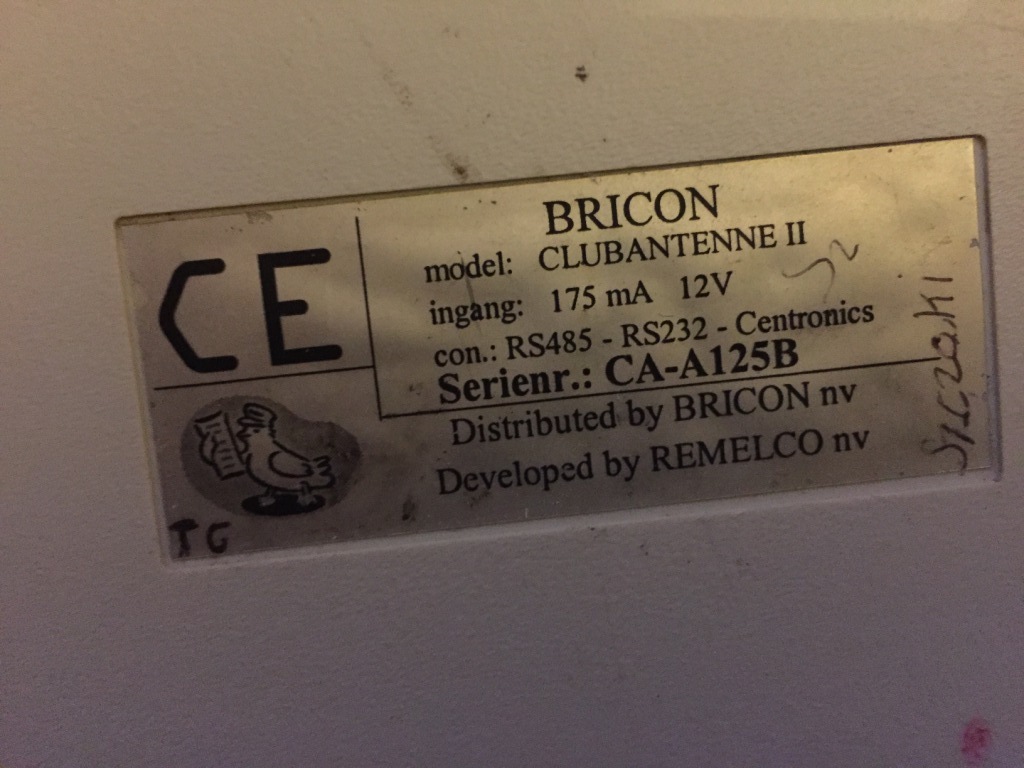 CE
BRICON
model: CLUBANTENNE II
ingang: 175 mA 12V
con.: RS485 - RS232 - Centronics
Serienr.: CA-A125B
Distributed by BRICON nv
Developed by REMELCO nv
TG